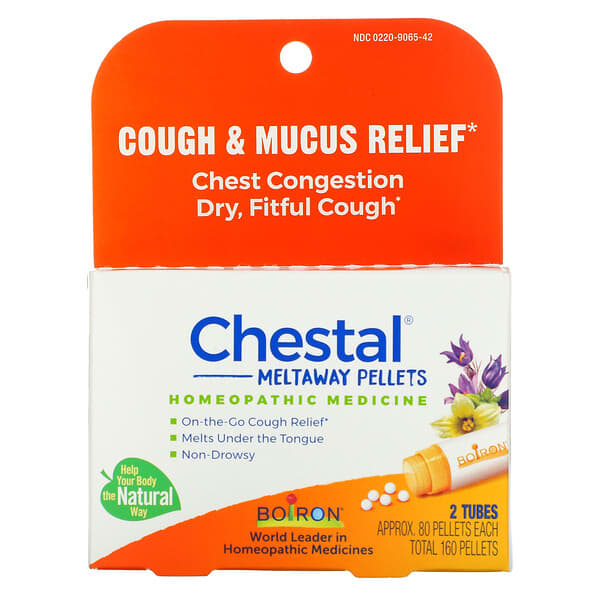 NDC 0220-9065-42
COUGH & MUCUS RELIEF*
Chest Congestion
Dry, Fitful Cough*
Chestal®
MELTAWAY PELLETS
HOMEOPATHIC MEDICINE
• On-the-Go Cough Relief*
• Melts Under the Tongue
• Non-Drowsy
Help
Your Body
the Natural
Way
BOIRON®
World Leader in
Homeopathic Medicines
BOIRON®
2 TUBES
APPROX. 80 PELLETS EACH
TOTAL 160 PELLETS